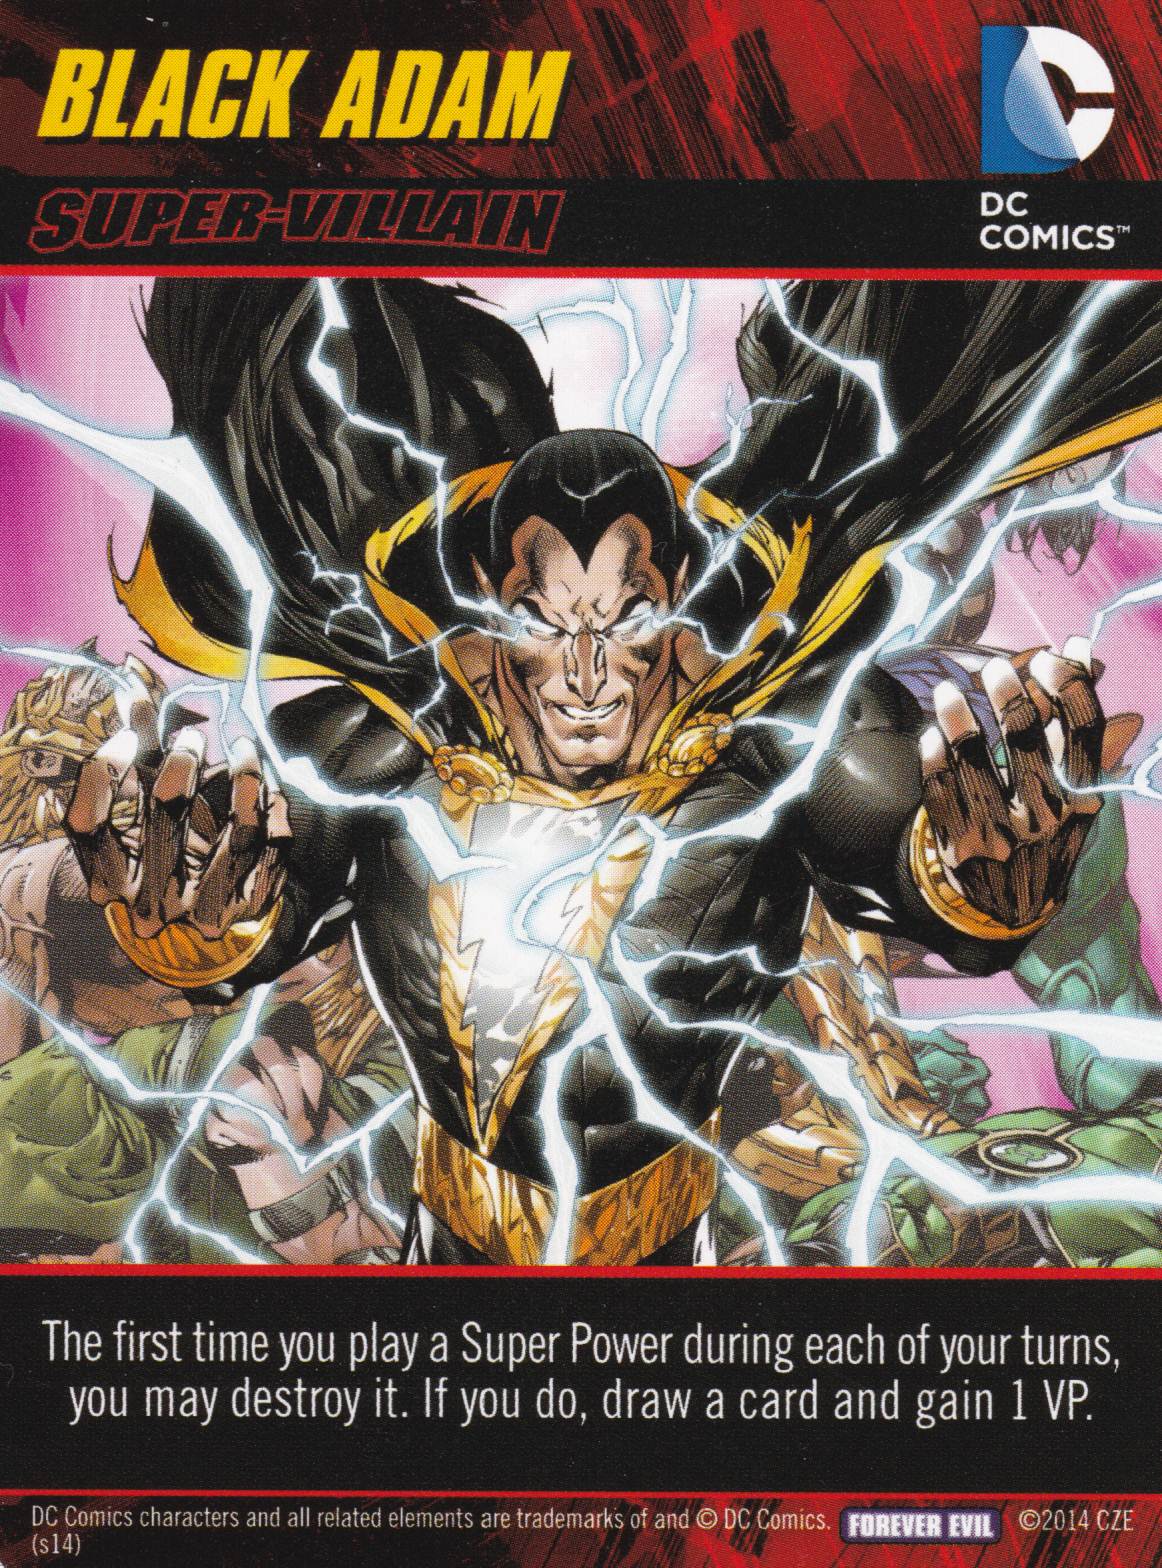 BLACK ADAM
SUPER-VILLAIN
DC
COMICS™
The first time you play a Super Power during each of your turns,
you may destroy it. If you do, draw a card and gain 1 VP.
DC Comics characters and all related elements are trademarks of and © DC Comics. FOREVER EVIL ©2014 CZE
(s14)